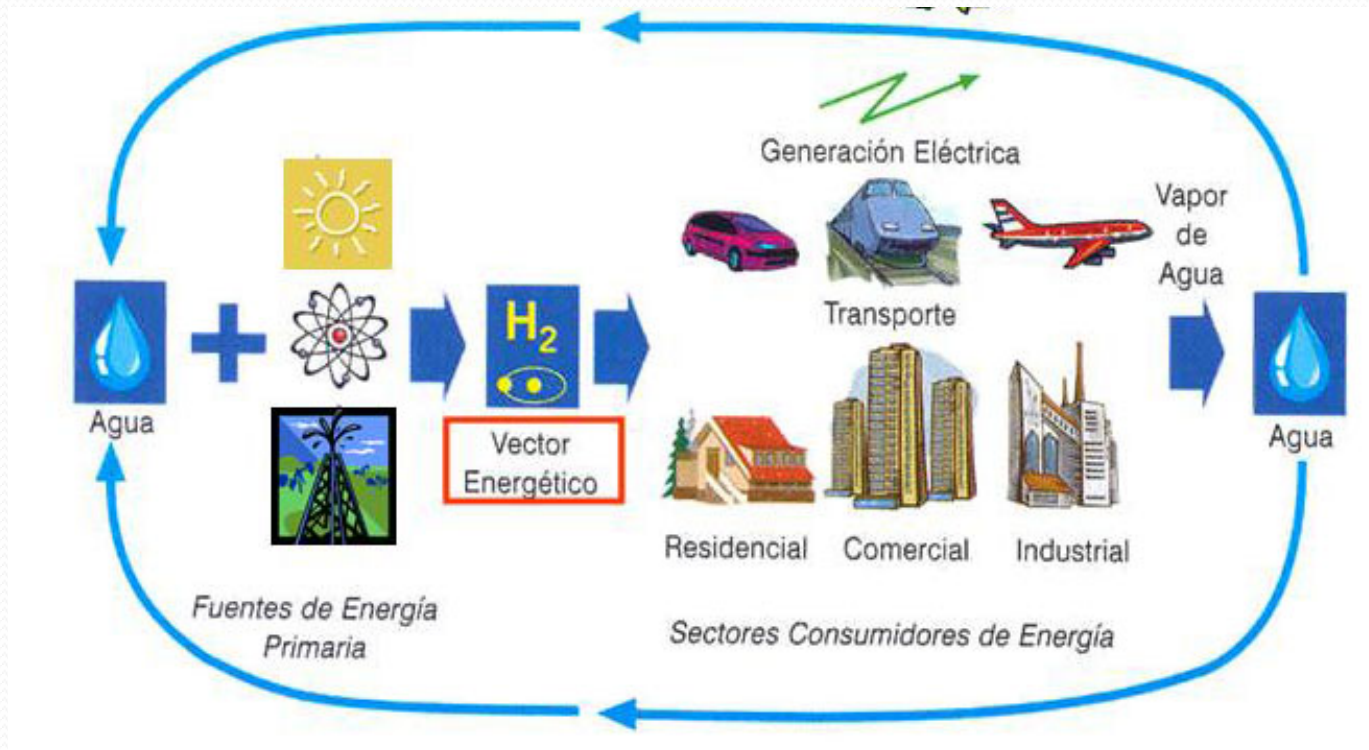 Generación Eléctrica
Vapor
de
Agua
Transporte
H2
Agua
Vector
Energético
Agua
Residencial
Comercial
Industrial
Fuentes de Energía
Primaria
Sectores Consumidores de Energía